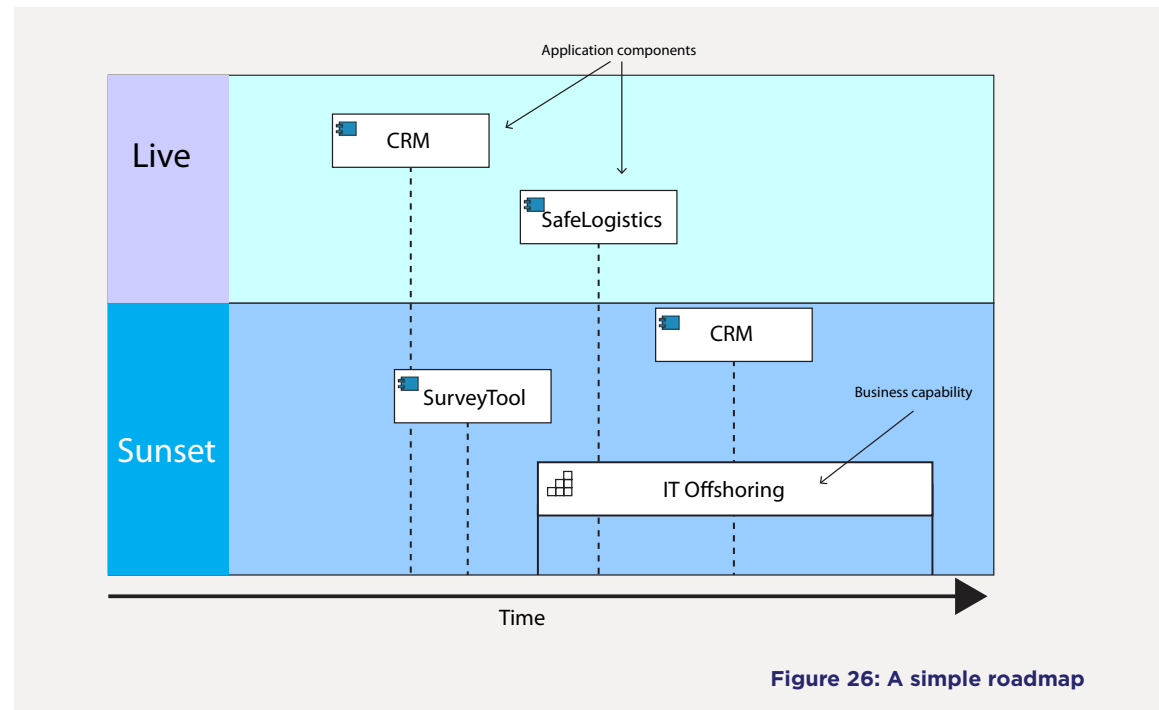 Application components
Live
CRM
SafeLogistics
CRM
SurveyTool
Business capability
Sunset
IT Offshoring
Time
Figure 26: A simple roadmap